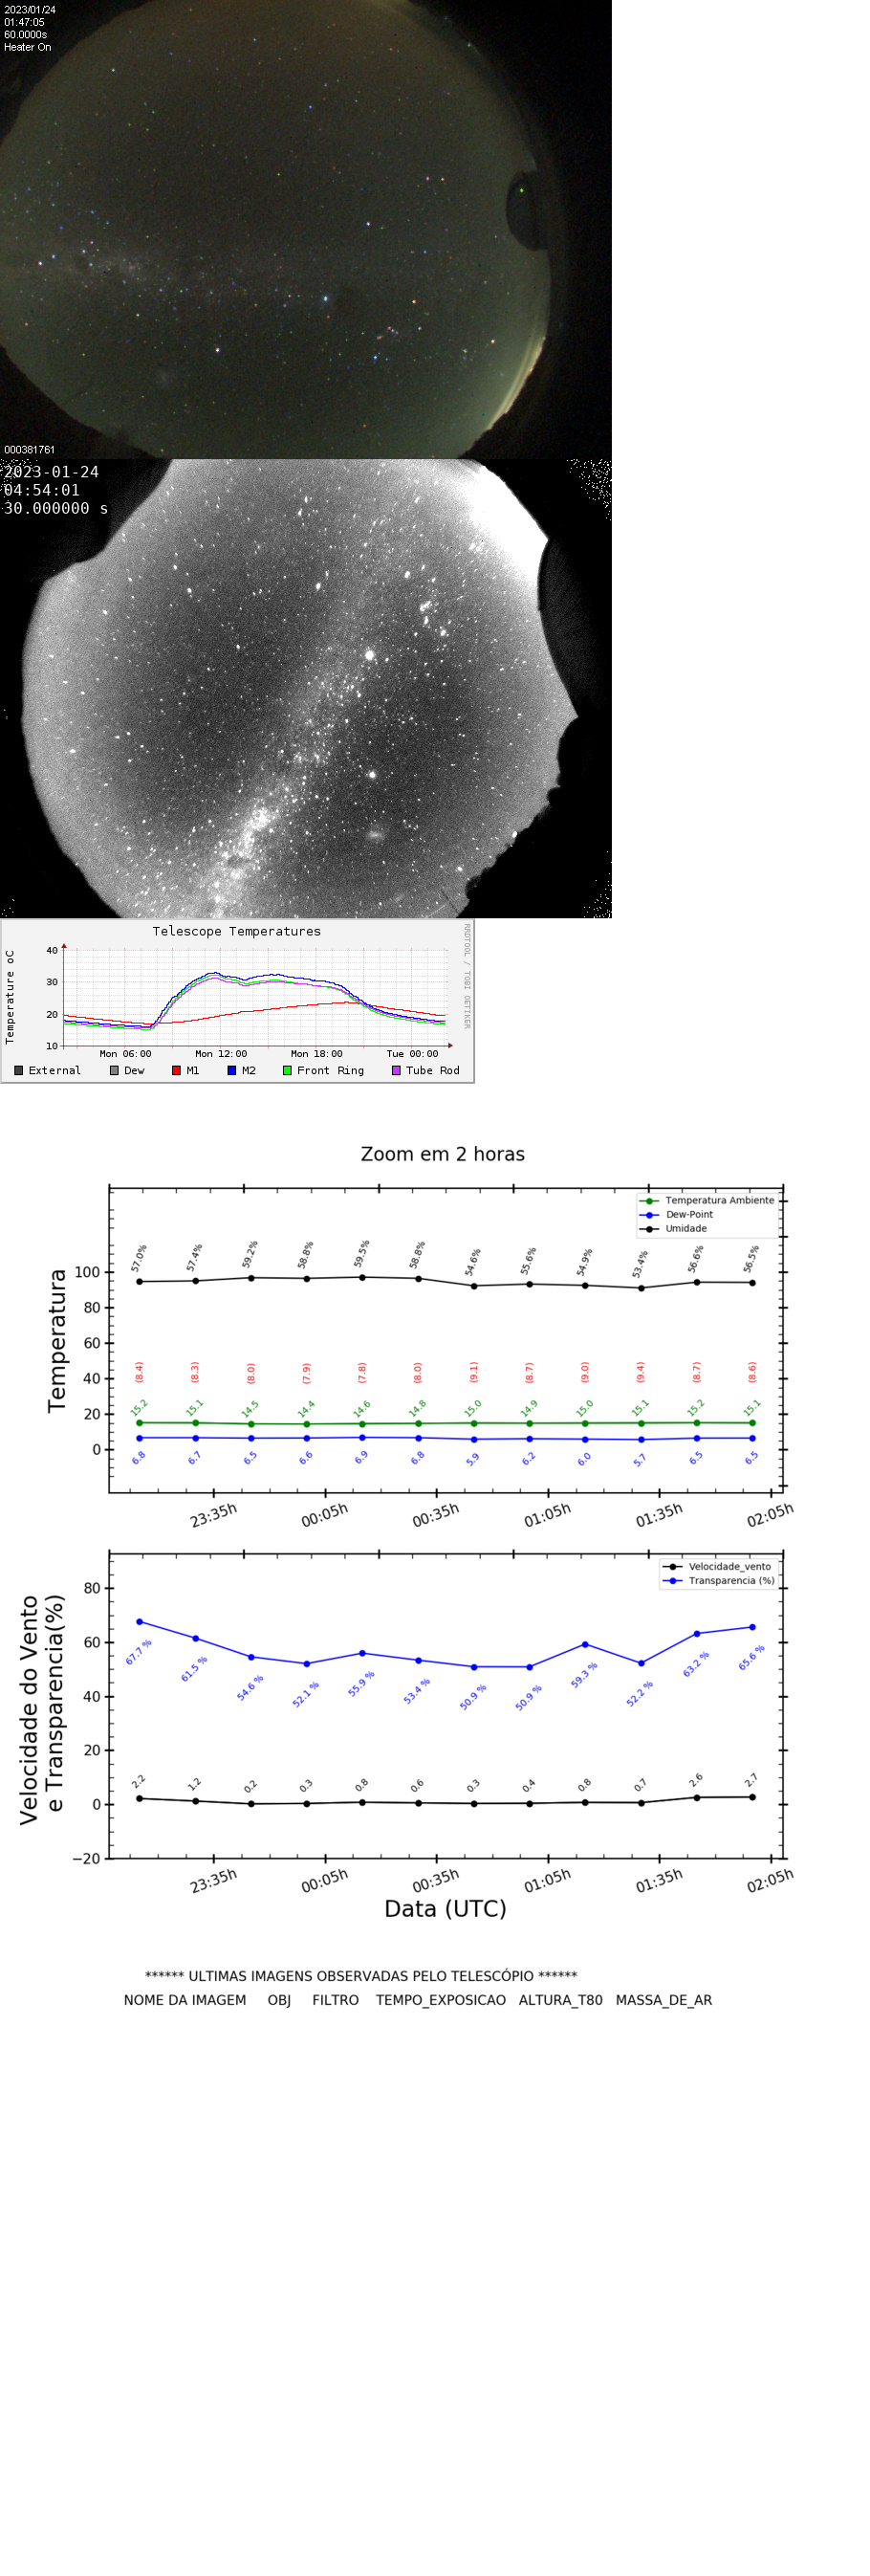 2023/01/24
01:47:05
60.0000s
Heater On
000381761
2023-01-24
04:54:01
30.000000 s
Telescope Temperatures
RRDTOOL / TOBI OETIKER
Temperature oC
40
30
20
10
Mon 06:00 Mon 12:00 Mon 18:00 Tue 00:00
External Dew M1 M2 Front Ring Tube Rod
Zoom em 2 horas
Temperatura Ambiente
Dew-Point
Umidade
Temperatura
100
80
60
40
20
0
57.0% 57.4% 59.2% 58.8% 59.5% 58.8% 54.6% 55.6% 54.9% 53.4% 56.6% 56.5%
(8.4) (8.3) (8.0) (7.9) (7.8) (8.0) (9.1) (8.7) (9.0) (9.4) (8.7) (8.6)
15.2 15.1 14.5 14.4 14.6 14.8 15.0 14.9 15.0 15.1 15.2 15.1
6.8 6.7 6.5 6.6 6.9 6.8 5.9 6.2 6.0 5.7 6.5 6.5
23:35h 00:05h 00:35h 01:05h 01:35h 02:05h
Velocidade_vento
Transparencia (%)
Velocidade do Vento
e Transparencia(%)
80
60
40
20
0
−20
67.7 % 61.5 % 54.6 % 52.1 % 55.9 % 53.4 % 50.9 % 50.9 % 59.3 % 52.2 % 63.2 % 65.6 %
2.2 1.2 0.2 0.3 0.8 0.6 0.3 0.4 0.8 0.7 2.6 2.7
23:35h 00:05h 00:35h 01:05h 01:35h 02:05h
Data (UTC)
****** ULTIMAS IMAGENS OBSERVADAS PELO TELESCÓPIO ******
NOME DA IMAGEM OBJ FILTRO TEMPO_EXPOSICAO ALTURA_T80 MASSA_DE_AR